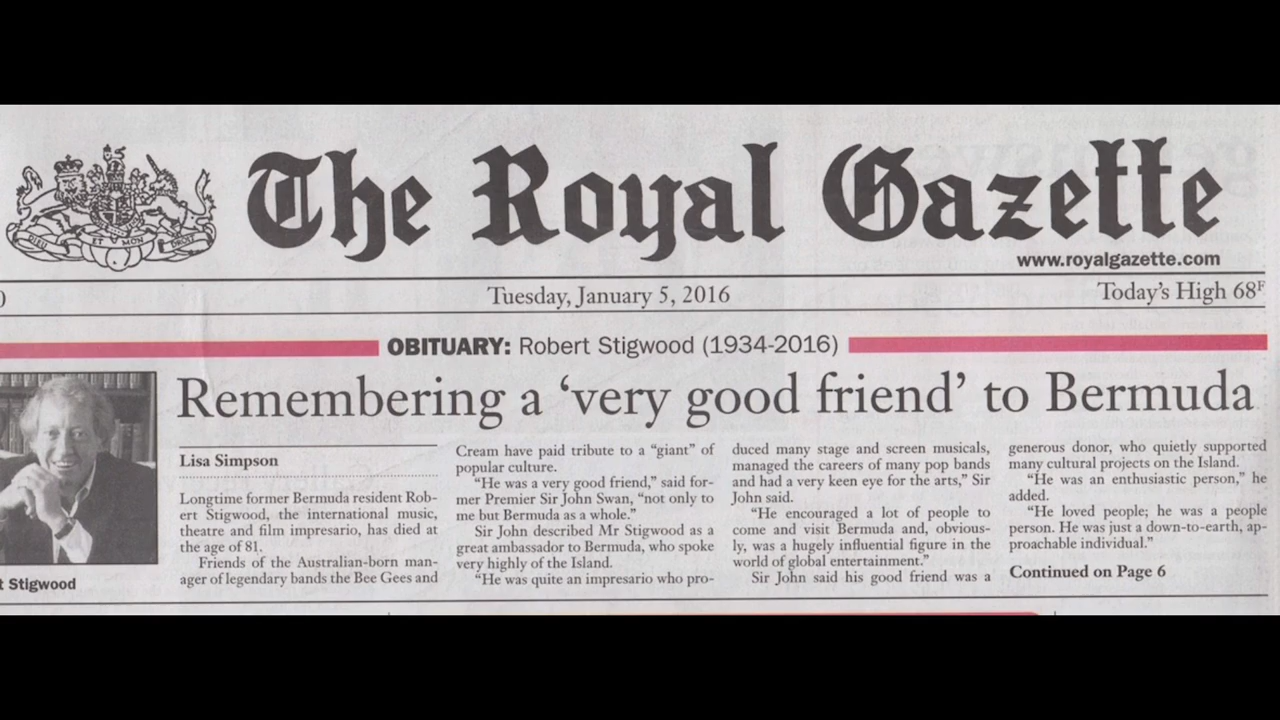 DIEU ET MON DROIT
The Royal Gazette
www.royalgazette.com
Tuesday, January 5, 2016
Today's High 68F
OBITUARY: Robert Stigwood (1934-2016)
Remembering a ‘very good friend’ to Bermuda
t Stigwood
Lisa Simpson
Longtime former Bermuda resident Rob-
ert Stigwood, the international music,
theatre and film impresario, has died at
the age of 81.
Friends of the Australian-born man-
ager of legendary bands the Bee Gees and
Cream have paid tribute to a “giant” of
popular culture.
“He was a very good friend,” said for-
mer Premier Sir John Swan, “not only to
me but Bermuda as a whole.”
Sir John described Mr Stigwood as a
great ambassador to Bermuda, who spoke
very highly of the Island.
“He was quite an impresario who pro-
duced many stage and screen musicals,
managed the careers of many pop bands
and had a very keen eye for the arts,” Sir
John said.
“He encouraged a lot of people to
come and visit Bermuda and, obvious-
ly, was a hugely influential figure in the
world of global entertainment.”
Sir John said his good friend was a
generous donor, who quietly supported
many cultural projects on the Island.
“He was an enthusiastic person,” he
added.
“He loved people; he was a people
person. He was just a down-to-earth, ap-
proachable individual.”
Continued on Page 6